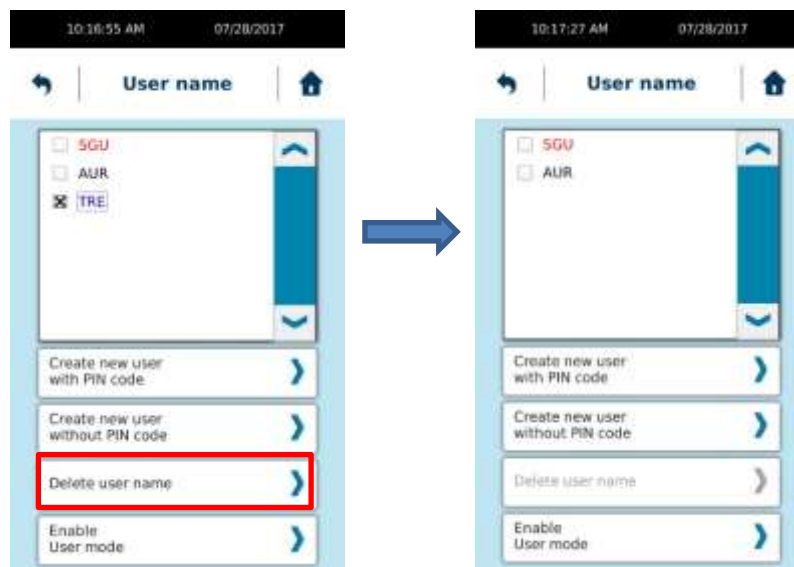 10:16:55 AM 07/28/2017
User name
SGU
AUR
TRE
Create new user
with PIN code
Create new user
without PIN code
Delete user name
Enable
User mode
10:17:27 AM 07/28/2017
User name
SGU
AUR
Create new user
with PIN code
Create new user
without PIN code
Delete user name
Enable
User mode